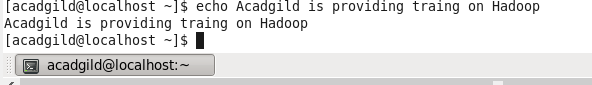 [acadgild@localhost ~]$ echo Acadgild is providing traing on Hadoop
Acadgild is providing traing on Hadoop
[acadgild@localhost ~]$
acadgild@localhost:~